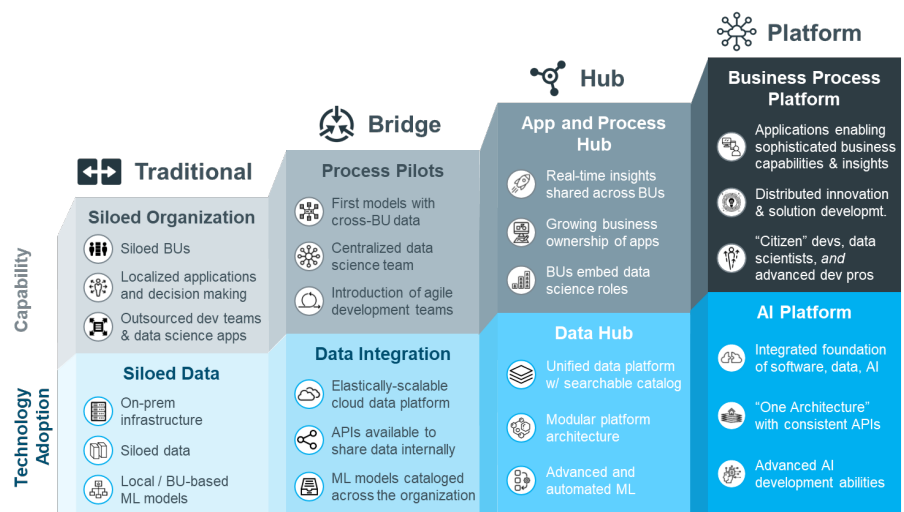 Platform
Hub
Bridge
Traditional
Capability
Technology
Adoption
Siloed Organization
Siloed BUs
Localized applications
and decision making
Outsourced dev teams
& data science apps
Siloed Data
On-prem
infrastructure
Siloed data
Local / BU-based
ML models
Process Pilots
First models with
cross-BU data
Centralized data
science team
Introduction of agile
development teams
Data Integration
Elastically-scalable
cloud data platform
APIs available to
share data internally
ML models cataloged
across the organization
App and Process
Hub
Real-time insights
shared across BUs
Growing business
ownership of apps
BUs embed data
science roles
Data Hub
Unified data platform
w/ searchable catalog
Modular platform
architecture
Advanced and
automated ML
Business Process
Platform
Applications enabling
sophisticated business
capabilities & insights
Distributed innovation
& solution developmt.
“Citizen” devs, data
scientists, and
advanced dev pros
AI Platform
Integrated foundation
of software, data, AI
“One Architecture”
with consistent APIs
Advanced AI
development abilities